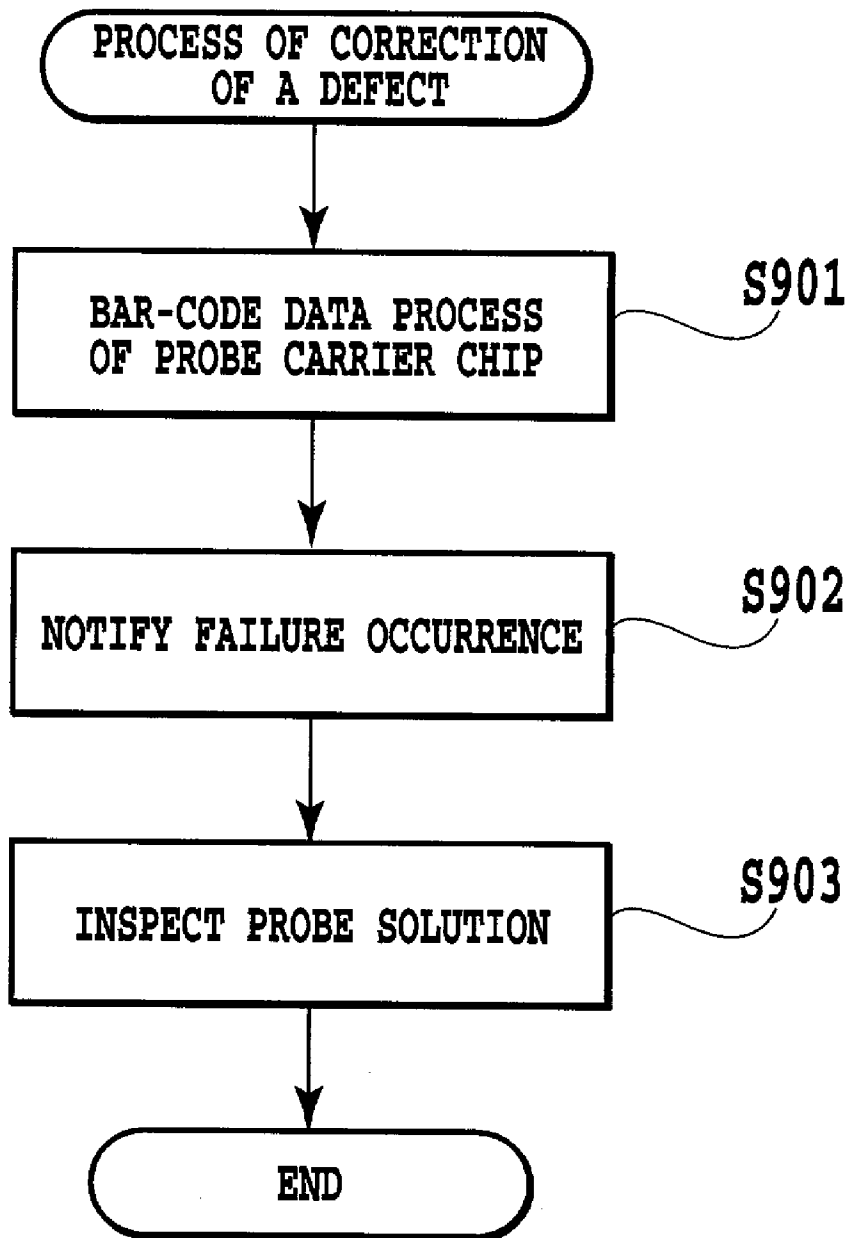 PROCESS OF CORRECTION
OF A DEFECT
BAR-CODE DATA PROCESS
OF PROBE CARRIER CHIP
S901
NOTIFY FAILURE OCCURRENCE
S902
INSPECT PROBE SOLUTION
S903
END